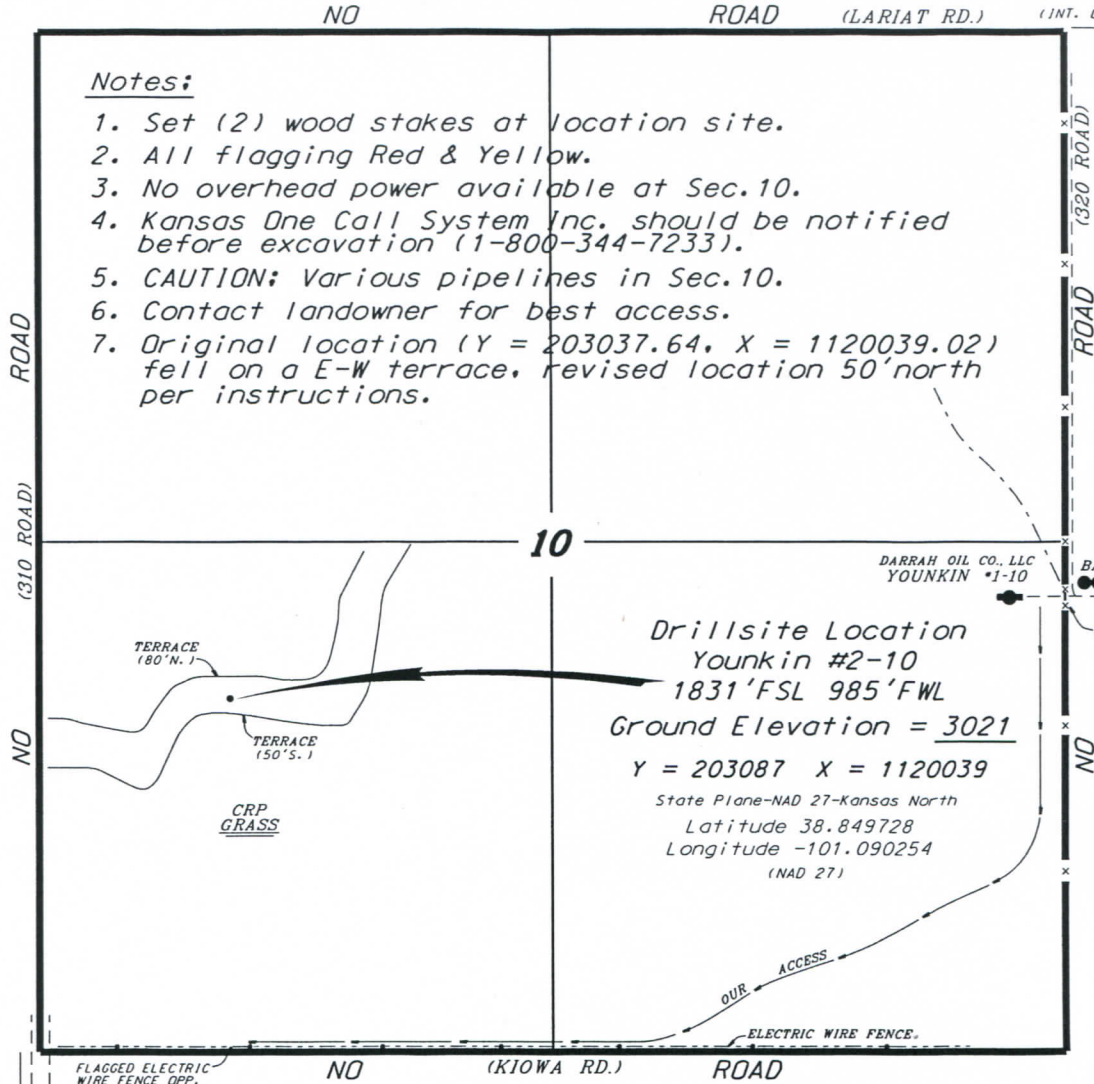 NO ROAD (LARIAT RD.) (INT.
Notes:
1. Set (2) wood stakes at location site.
2. All flagging Red & Yellow.
3. No overhead power available at Sec.10.
4. Kansas One Call System Inc. should be notified
before excavation (1-800-344-7233).
5. CAUTION: Various pipelines in Sec.10.
6. Contact landowner for best access.
7. Original location (Y = 203037.64, X = 1120039.02)
fell on a E-W terrace, revised location 50'north
per instructions.
ROAD
(310 ROAD)
NO
(320 ROAD)
ROAD
NO
10
DARRAH OIL CO., LLC
YOUNKIN #1-10
TERRACE
(80'N.)
TERRACE
(50'S.)
CRP
GRASS
Drillsite Location
Younkin #2-10
1831'FSL 985'FWL
Ground Elevation = 3021
Y = 203087 X = 1120039
State Plane-NAD 27-Kansas North
Latitude 38.849728
Longitude -101.090254
(NAD 27)
OUR ACCESS
ELECTRIC WIRE FENCE.
FLAGGED ELECTRIC
WIRE FENCE OPP.
NO (KIOWA RD.) ROAD